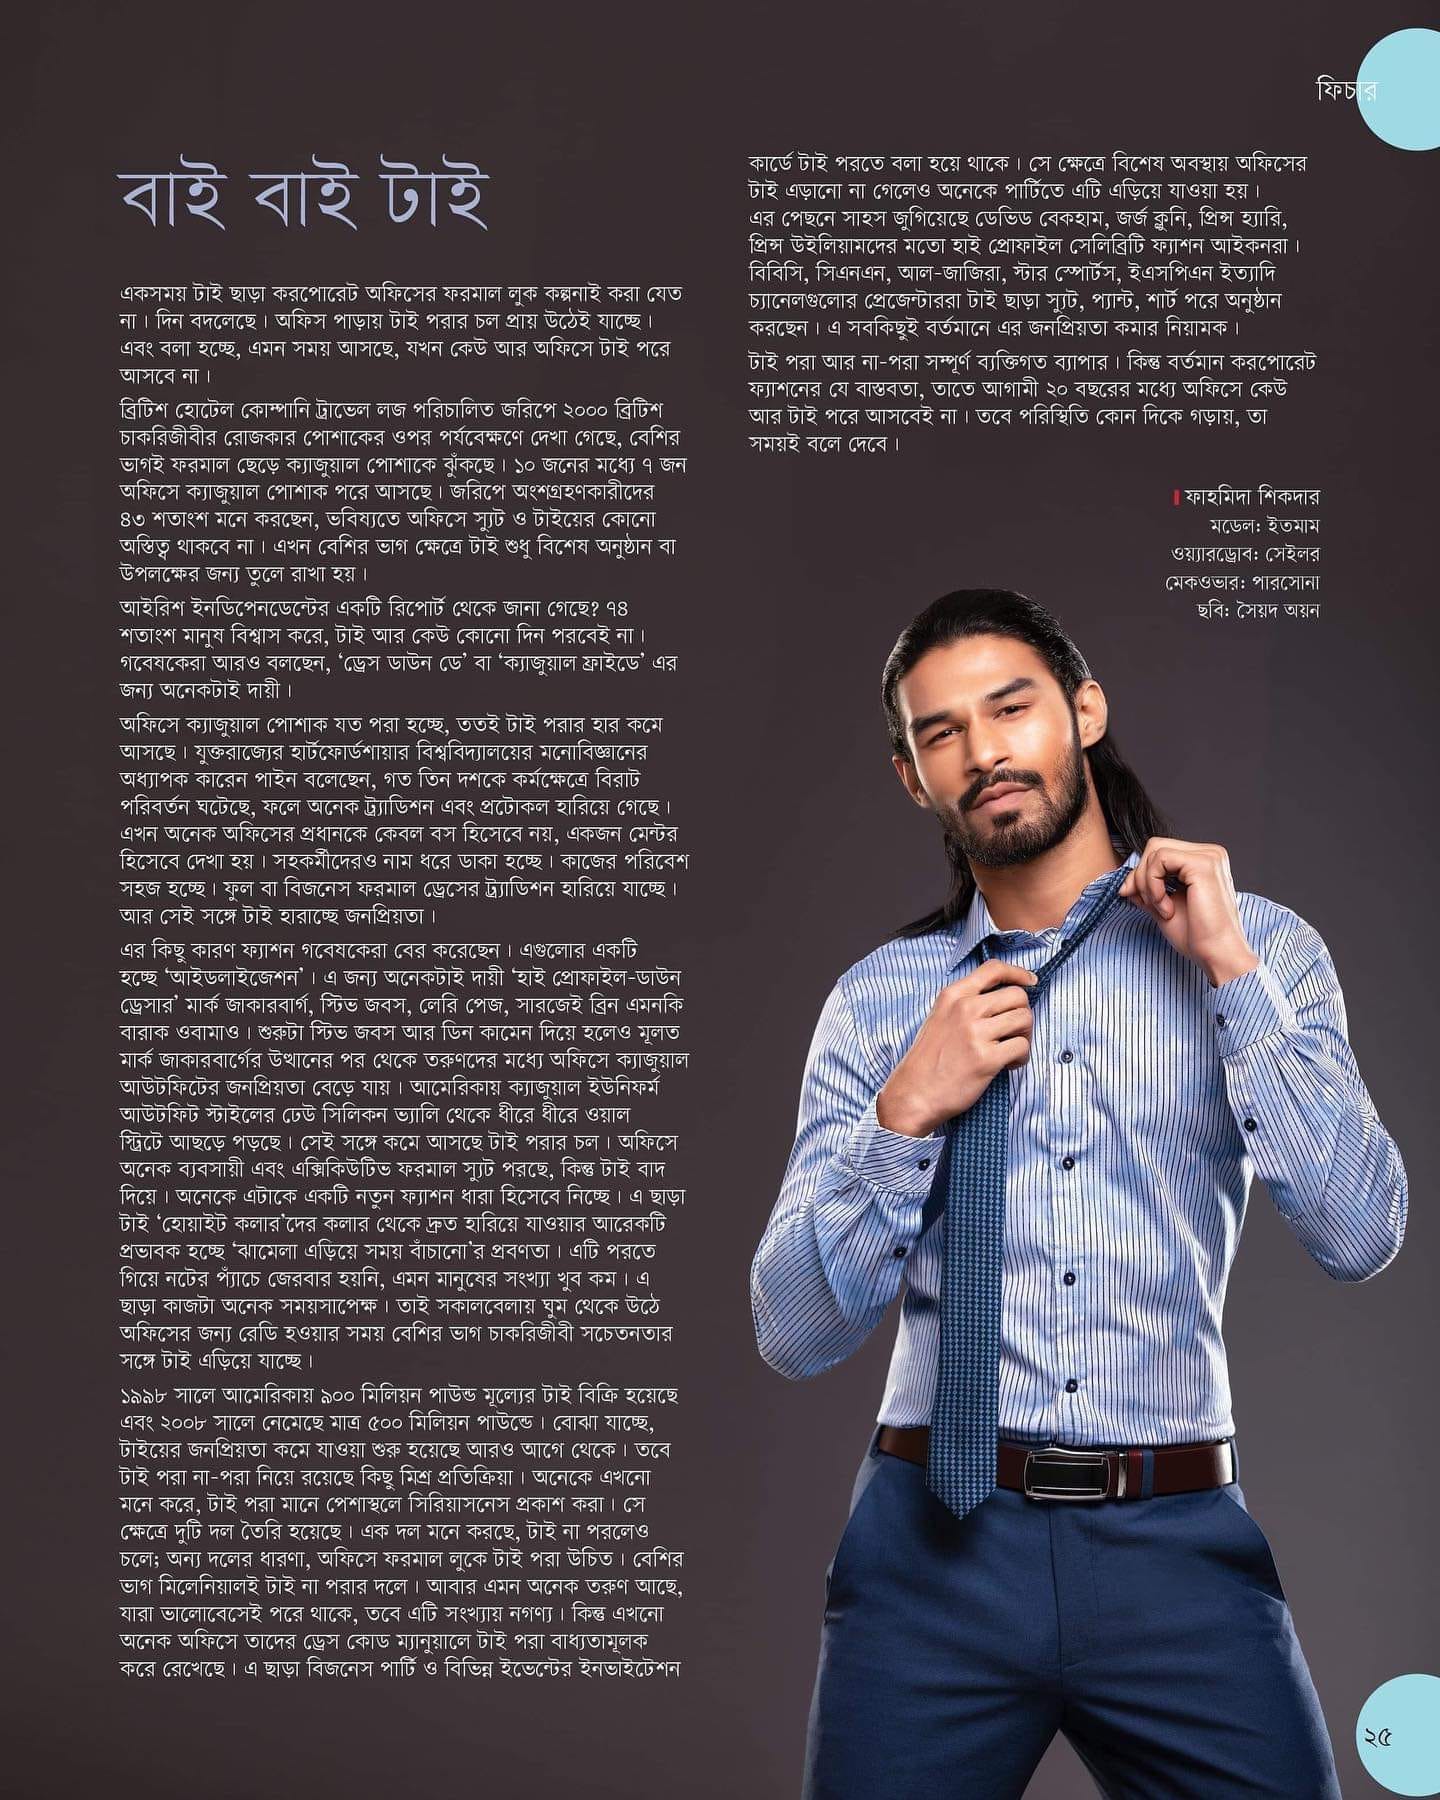 ফিচার
বাই বাই টাই
একসময় টাই ছাড়া করপোরেট অফিসের ফরমাল লুক কল্পনাই করা যেত
না। দিন বদলেছে। অফিস পাড়ায় টাই পরার চল প্রায় উঠেই যাচ্ছে।
এবং বলা হচ্ছে, এমন সময় আসছে, যখন কেউ আর অফিসে টাই পরে
আসবে না।
ব্রিটিশ হোটেল কোম্পানি ট্রাভেল লজ পরিচালিত জরিপে ২০০০ ব্রিটিশ
চাকরিজীবীর রোজকার পোশাকের ওপর পর্যবেক্ষণে দেখা গেছে, বেশির
ভাগই ফরমাল ছেড়ে ক্যাজুয়াল পোশাকে ঝুঁকছে। ১০ জনের মধ্যে ৭ জন
অফিসে ক্যাজুয়াল পোশাক পরে আসছে। জরিপে অংশগ্রহণকারীদের
৪৩ শতাংশ মনে করছেন, ভবিষ্যতে অফিসে স্যুট ও টাইয়ের কোনো
অস্তিত্ব থাকবে না। এখন বেশির ভাগ ক্ষেত্রে টাই শুধু বিশেষ অনুষ্ঠান বা
উপলক্ষের জন্য তুলে রাখা হয়।
আইরিশ ইনডিপেনডেন্টের একটি রিপোর্ট থেকে জানা গেছে? ৭৪
শতাংশ মানুষ বিশ্বাস করে, টাই আর কেউ কোনো দিন পরবেই না।
গবেষকেরা আরও বলছেন, ‘ড্রেস ডাউন ডে’ বা ‘ক্যাজুয়াল ফ্রাইডে’ এর
জন্য অনেকটাই দায়ী।
অফিসে ক্যাজুয়াল পোশাক যত পরা হচ্ছে, ততই টাই পরার হার কমে
আসছে। যুক্তরাজ্যের হার্টফোর্ডশায়ার বিশ্ববিদ্যালয়ের মনোবিজ্ঞানের
অধ্যাপক কারেন পাইন বলেছেন, গত তিন দশকে কর্মক্ষেত্রে বিরাট
পরিবর্তন ঘটেছে, ফলে অনেক ট্র্যাডিশন এবং প্রটোকল হারিয়ে গেছে।
এখন অনেক অফিসের প্রধানকে কেবল বস হিসেবে নয়, একজন মেন্টর
হিসেবে দেখা হয়। সহকর্মীদেরও নাম ধরে ডাকা হচ্ছে। কাজের পরিবেশ
সহজ হচ্ছে। ফুল বা বিজনেস ফরমাল ড্রেসের ট্র্যাডিশন হারিয়ে যাচ্ছে।
আর সেই সঙ্গে টাই হারাচ্ছে জনপ্রিয়তা।
এর কিছু কারণ ফ্যাশন গবেষকেরা বের করেছেন। এগুলোর একটি
হচ্ছে ‘আইডলাইজেশন’। এ জন্য অনেকটাই দায়ী ‘হাই প্রোফাইল-ডাউন
ড্রেসার’ মার্ক জাকারবার্গ, স্টিভ জবস, লেরি পেজ, সারজেই ব্রিন এমনকি
বারাক ওবামাও। শুরুটা স্টিভ জবস আর ডিন কামেন দিয়ে হলেও মূলত
মার্ক জাকারবার্গের উত্থানের পর থেকে তরুণদের মধ্যে অফিসে ক্যাজুয়াল
আউটফিটের জনপ্রিয়তা বেড়ে যায়। আমেরিকায় ক্যাজুয়াল ইউনিফর্ম
আউটফিট স্টাইলের ঢেউ সিলিকন ভ্যালি থেকে ধীরে ধীরে ওয়াল
স্ট্রিটে আছড়ে পড়ছে। সেই সঙ্গে কমে আসছে টাই পরার চল। অফিসে
অনেক ব্যবসায়ী এবং এক্সিকিউটিভ ফরমাল স্যুট পরছে, কিন্তু টাই বাদ
দিয়ে। অনেকে এটাকে একটি নতুন ফ্যাশন ধারা হিসেবে নিচ্ছে। এ ছাড়া
টাই ‘হোয়াইট কলার’দের কলার থেকে দ্রুত হারিয়ে যাওয়ার আরেকটি
প্রভাবক হচ্ছে ‘ঝামেলা এড়িয়ে সময় বাঁচানো’র প্রবণতা। এটি পরতে
গিয়ে নটের প্যাঁচে জেরবার হয়নি, এমন মানুষের সংখ্যা খুব কম। এ
ছাড়া কাজটা অনেক সময়সাপেক্ষ। তাই সকালবেলায় ঘুম থেকে উঠে
অফিসের জন্য রেডি হওয়ার সময় বেশির ভাগ চাকরিজীবী সচেতনতার
সঙ্গে টাই এড়িয়ে যাচ্ছে।
১৯৯৮ সালে আমেরিকায় ৯০০ মিলিয়ন পাউন্ড মূল্যের টাই বিক্রি হয়েছে
এবং ২০০৮ সালে নেমেছে মাত্র ৫০০ মিলিয়ন পাউন্ডে। বোঝা যাচ্ছে,
টাইয়ের জনপ্রিয়তা কমে যাওয়া শুরু হয়েছে আরও আগে থেকে। তবে
টাই পরা না-পরা নিয়ে রয়েছে কিছু মিশ্র প্রতিক্রিয়া। অনেকে এখনো
মনে করে, টাই পরা মানে পেশাস্থলে সিরিয়াসনেস প্রকাশ করা। সে
ক্ষেত্রে দুটি দল তৈরি হয়েছে। এক দল মনে করছে, টাই না পরলেও
চলে; অন্য দলের ধারণা, অফিসে ফরমাল লুকে টাই পরা উচিত। বেশির
ভাগ মিলেনিয়ালই টাই না পরার দলে। আবার এমন অনেক তরুণ আছে,
যারা ভালোবেসেই পরে থাকে, তবে এটি সংখ্যায় নগণ্য। কিন্তু এখনো
অনেক অফিসে তাদের ড্রেস কোড ম্যানুয়ালে টাই পরা বাধ্যতামূলক
করে রেখেছে। এ ছাড়া বিজনেস পার্টি ও বিভিন্ন ইভেন্টের ইনভাইটেশন
কার্ডে টাই পরতে বলা হয়ে থাকে। সে ক্ষেত্রে বিশেষ অবস্থায় অফিসের
টাই এড়ানো না গেলেও অনেকে পার্টিতে এটি এড়িয়ে যাওয়া হয়।
এর পেছনে সাহস জুগিয়েছে ডেভিড বেকহাম, জর্জ ক্লুনি, প্রিন্স হ্যারি,
প্রিন্স উইলিয়ামদের মতো হাই প্রোফাইল সেলিব্রিটি ফ্যাশন আইকনরা।
বিবিসি, সিএনএন, আল-জাজিরা, স্টার স্পোর্টস, ইএসপিএন ইত্যাদি
চ্যানেলগুলোর প্রেজেন্টাররা টাই ছাড়া স্যুট, প্যান্ট, শার্ট পরে অনুষ্ঠান
করছেন। এ সবকিছুই বর্তমানে এর জনপ্রিয়তা কমার নিয়ামক।
টাই পরা আর না-পরা সম্পূর্ণ ব্যক্তিগত ব্যাপার। কিন্তু বর্তমান করপোরেট
ফ্যাশনের যে বাস্তবতা, তাতে আগামী ২০ বছরের মধ্যে অফিসে কেউ
আর টাই পরে আসবেই না। তবে পরিস্থিতি কোন দিকে গড়ায়, তা
সময়ই বলে দেবে।
ফাহমিদা শিকদার
মডেল: ইতমাম
ওয়্যারড্রোব: সেইলর
মেকওভার: পারসোনা
ছবি: সৈয়দ অয়ন
২৫